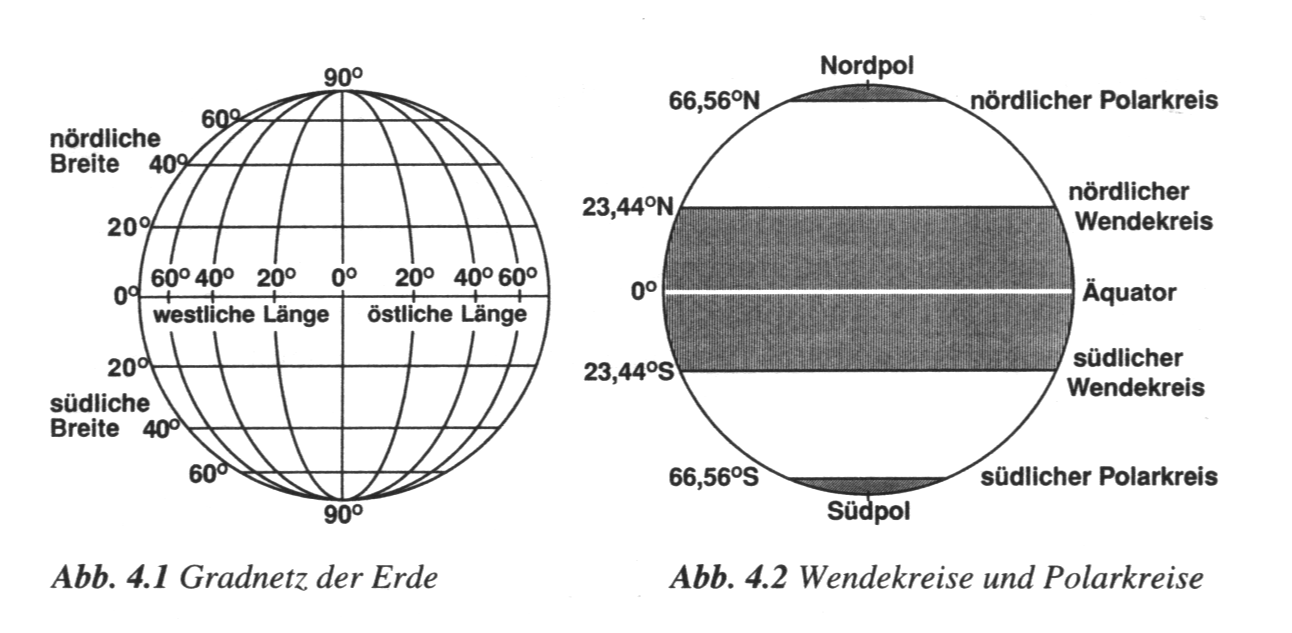 90°
60°
nördliche
Breite 40°
20°
60° 40° 20° 0° 20° 40° 60°
0°
westliche Länge östliche Länge
20°
südliche
Breite 40°
60°
90°
Abb. 4.1 Gradnetz der Erde
Nordpol
66,56°N nördlicher Polarkreis
nördlicher
23,44°N Wendekreis
0° Äquator
südlicher
23,44°S Wendekreis
66,56°S südlicher Polarkreis
Südpol
Abb. 4.2 Wendekreise und Polarkreise